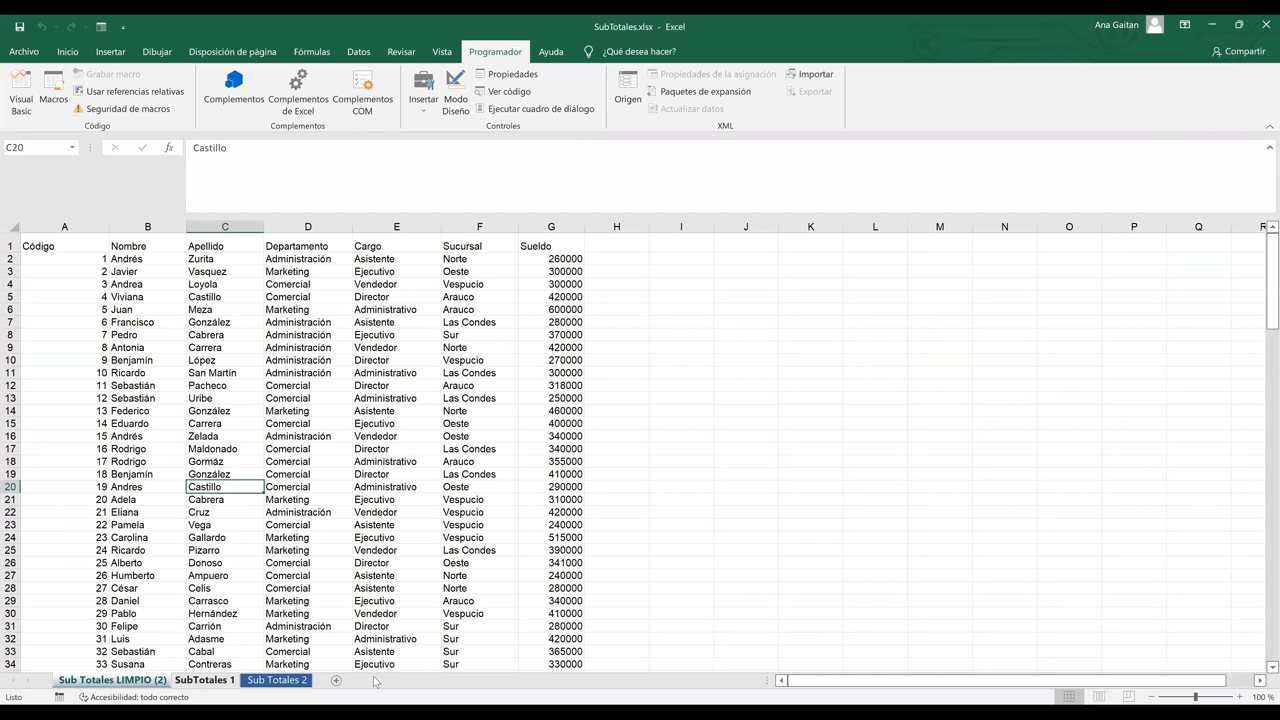 SubTotales.xlsx - Excel
Ana Gaitan
Archivo Inicio Insertar Dibujar Disposición de página Fórmulas Datos Revisar Vista Programador Ayuda ¿Qué desea hacer? Compartir
Visual Basic
Macros
Grabar macro
Usar referencias relativas
Seguridad de macros
Código
Complementos
Complementos de Excel
Complementos COM
Complementos
Insertar
Modo Diseño
Propiedades
Ver código
Ejecutar cuadro de diálogo
Controles
Origen
Propiedades de la asignación
Paquetes de expansión
Actualizar datos
Importar
Exportar
XML
C20 fx Castillo
A B C D E F G H I J K L M N O P Q R
1 Código Nombre Apellido Departamento Cargo Sucursal Sueldo
2 1 Andrés Zurita Administración Asistente Norte 260000
3 2 Javier Vasquez Marketing Ejecutivo Oeste 300000
4 3 Andrea Loyola Comercial Vendedor Vespucio 300000
5 4 Viviana Castillo Comercial Director Arauco 420000
6 5 Juan Meza Marketing Administrativo Arauco 600000
7 6 Francisco González Administración Asistente Las Condes 280000
8 7 Pedro Cabrera Administración Ejecutivo Sur 370000
9 8 Antonia Carrera Administración Vendedor Norte 420000
10 9 Benjamín López Administración Director Vespucio 270000
11 10 Ricardo San Martín Administración Administrativo Las Condes 300000
12 11 Sebastián Pacheco Comercial Director Arauco 318000
13 12 Sebastián Uribe Comercial Administrativo Las Condes 250000
14 13 Federico González Marketing Asistente Norte 460000
15 14 Eduardo Carrera Comercial Ejecutivo Oeste 400000
16 15 Andrés Zelada Administración Vendedor Oeste 340000
17 16 Rodrigo Maldonado Comercial Director Las Condes 340000
18 17 Rodrigo Gormáz Comercial Administrativo Arauco 355000
19 18 Benjamín González Comercial Director Las Condes 410000
20 19 Andres Castillo Comercial Administrativo Oeste 290000
21 20 Adela Cabrera Marketing Ejecutivo Vespucio 310000
22 21 Eliana Cruz Administración Vendedor Vespucio 420000
23 22 Pamela Vega Comercial Asistente Vespucio 240000
24 23 Carolina Gallardo Marketing Ejecutivo Vespucio 515000
25 24 Ricardo Pizarro Marketing Vendedor Las Condes 390000
26 25 Alberto Donoso Comercial Director Oeste 341000
27 26 Humberto Ampuero Comercial Asistente Norte 240000
28 27 César Celis Comercial Asistente Norte 280000
29 28 Daniel Carrasco Marketing Ejecutivo Arauco 340000
30 29 Pablo Hernández Marketing Vendedor Vespucio 410000
31 30 Felipe Carrión Administración Director Sur 280000
32 31 Luis Adasme Marketing Administrativo Sur 420000
33 32 Sebastián Cabal Comercial Asistente Sur 365000
34 33 Susana Contreras Marketing Ejecutivo Sur 330000
Sub Totales LIMPIO (2) SubTotales 1 Sub Totales 2
Listo Accesibilidad: todo correcto 100 %